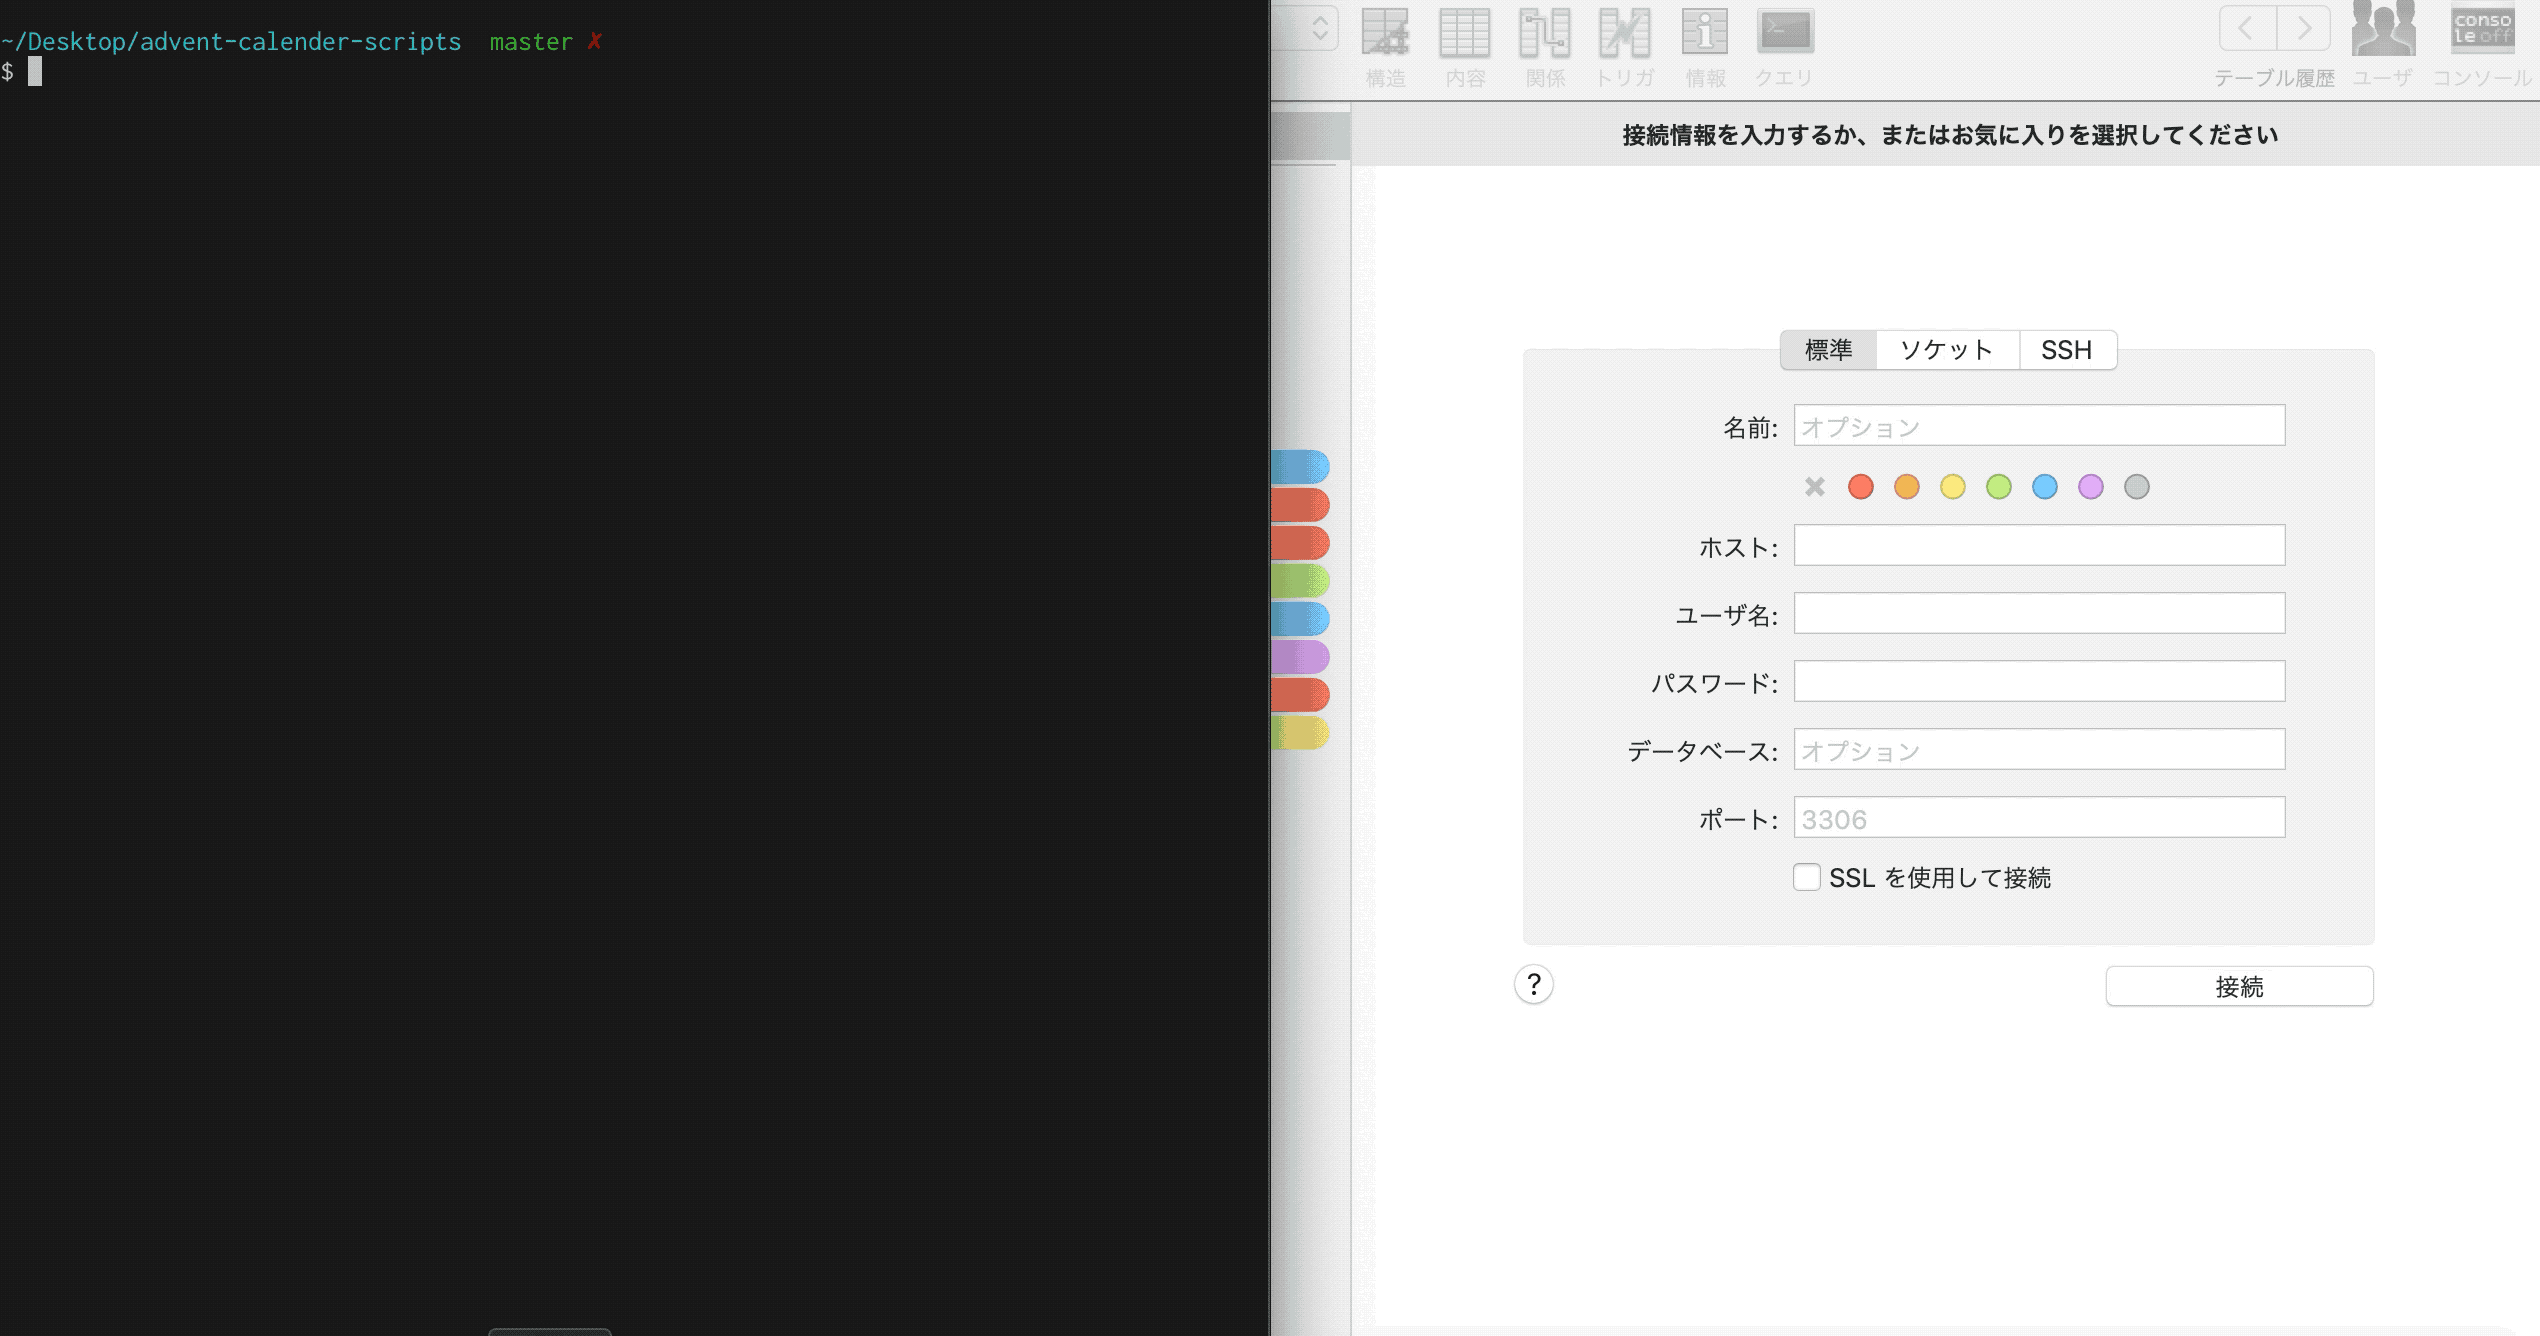 ~/Desktop/advent-calender-scripts master ✗
$
構造 内容 関係 トリガ 情報 クエリ テーブル履歴 ユーザ コンソール
conso
le off
接続情報を入力するか、またはお気に入りを選択してください
標準 ソケット SSH
名前: オプション
ホスト:
ユーザ名:
パスワード:
データベース: オプション
ポート: 3306
SSL を使用して接続
? 接続